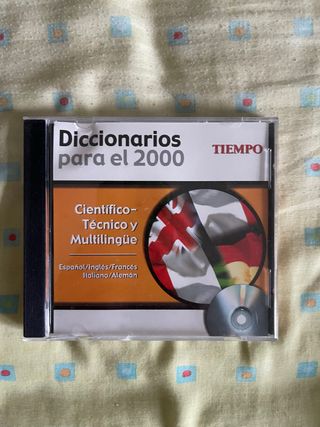 Diccionarios
para el 2000
TIEMPO
Científico-
Técnico y
Multilingüe
Español/Inglés/Francés
Italiano/Alemán